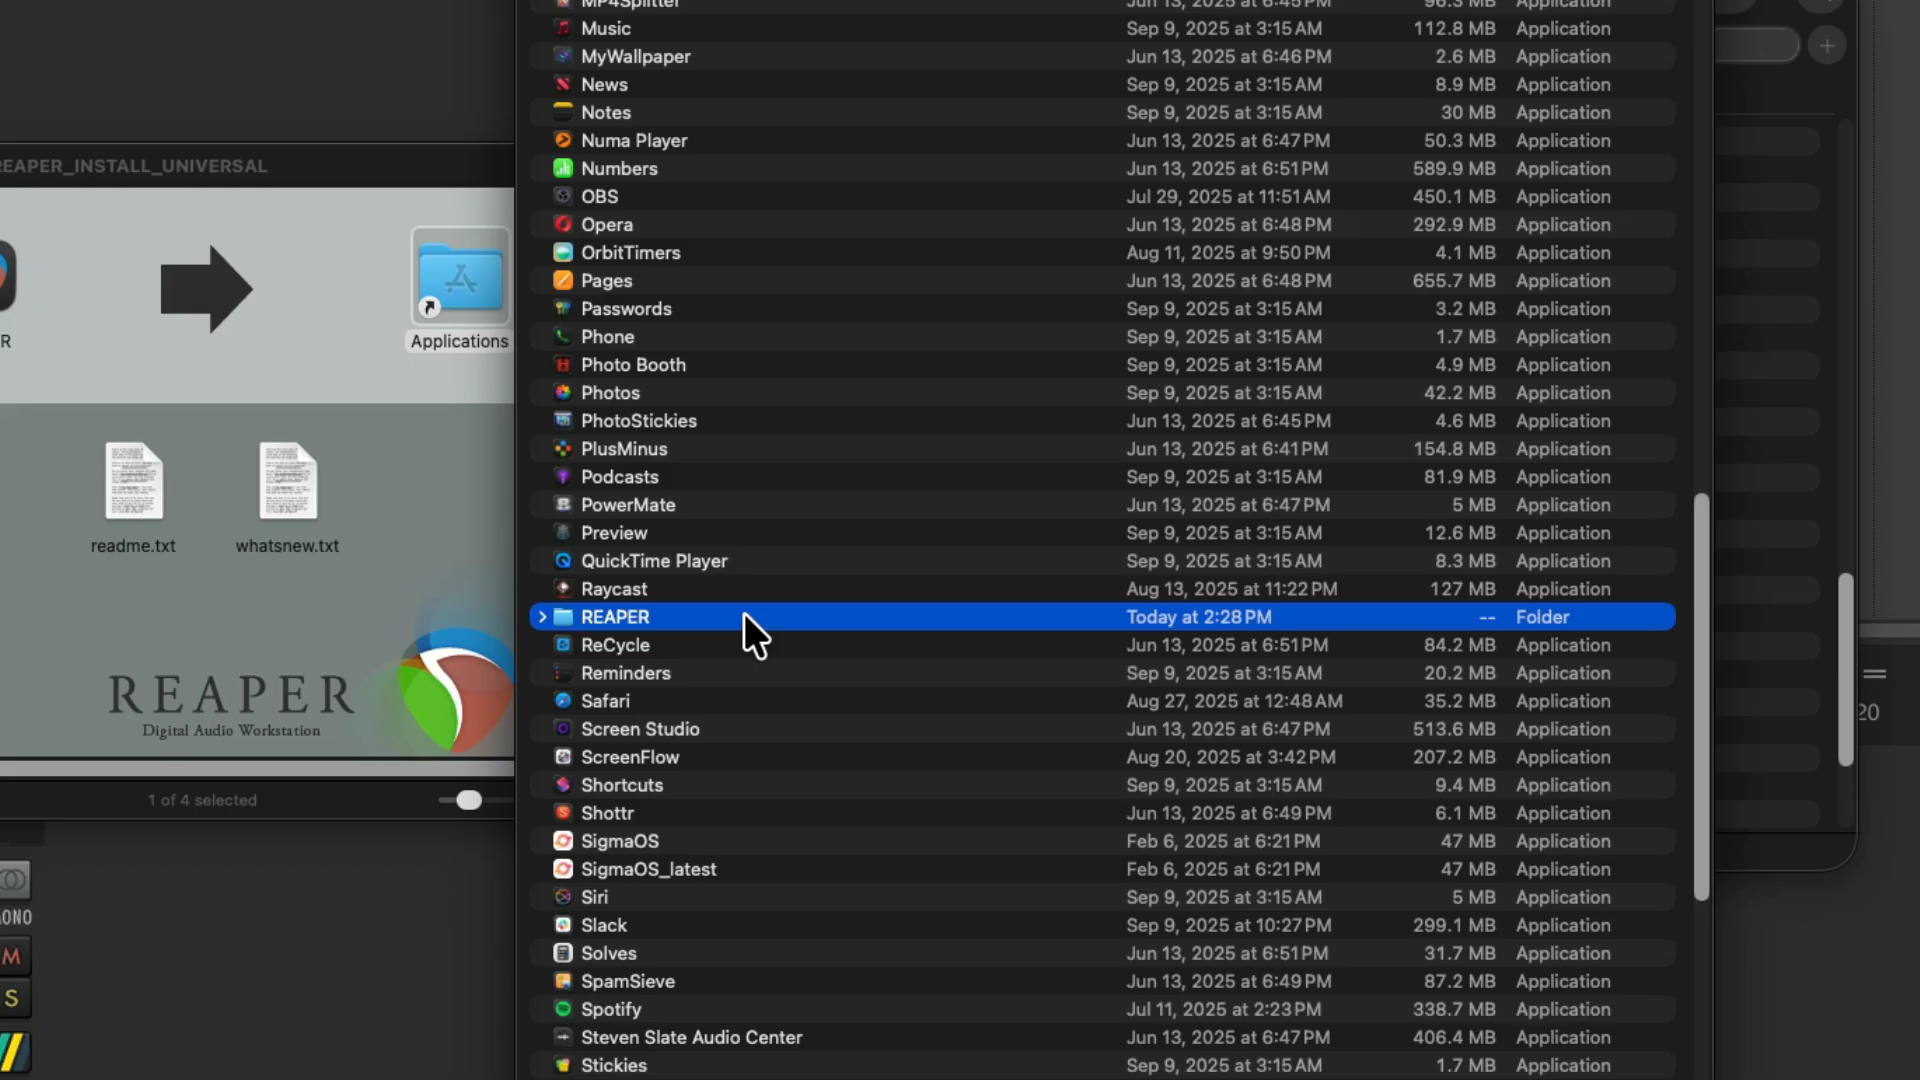 REAPER_INSTALL_UNIVERSAL
R
Applications
readme.txt
whatsnew.txt
REAPER
Digital Audio Workstation
1 of 4 selected
MONO
M
S
MP4Splitter Jun 13, 2025 at 6:45 PM 96.3 MB Application
Music Sep 9, 2025 at 3:15 AM 112.8 MB Application
MyWallpaper Jun 13, 2025 at 6:46 PM 2.6 MB Application
News Sep 9, 2025 at 3:15 AM 8.9 MB Application
Notes Sep 9, 2025 at 3:15 AM 30 MB Application
Numa Player Jun 13, 2025 at 6:47 PM 50.3 MB Application
Numbers Jun 13, 2025 at 6:51 PM 589.9 MB Application
OBS Jul 29, 2025 at 11:51 AM 450.1 MB Application
Opera Jun 13, 2025 at 6:48 PM 292.9 MB Application
OrbitTimers Aug 11, 2025 at 9:50 PM 4.1 MB Application
Pages Jun 13, 2025 at 6:48 PM 655.7 MB Application
Passwords Sep 9, 2025 at 3:15 AM 3.2 MB Application
Phone Sep 9, 2025 at 3:15 AM 1.7 MB Application
Photo Booth Sep 9, 2025 at 3:15 AM 4.9 MB Application
Photos Sep 9, 2025 at 3:15 AM 42.2 MB Application
PhotoStickies Jun 13, 2025 at 6:45 PM 4.6 MB Application
PlusMinus Jun 13, 2025 at 6:41 PM 154.8 MB Application
Podcasts Sep 9, 2025 at 3:15 AM 81.9 MB Application
PowerMate Jun 13, 2025 at 6:47 PM 5 MB Application
Preview Sep 9, 2025 at 3:15 AM 12.6 MB Application
QuickTime Player Sep 9, 2025 at 3:15 AM 8.3 MB Application
Raycast Aug 13, 2025 at 11:22 PM 127 MB Application
REAPER Today at 2:28 PM -- Folder
ReCycle Jun 13, 2025 at 6:51 PM 84.2 MB Application
Reminders Sep 9, 2025 at 3:15 AM 20.2 MB Application
Safari Aug 27, 2025 at 12:48 AM 35.2 MB Application
Screen Studio Jun 13, 2025 at 6:47 PM 513.6 MB Application
ScreenFlow Aug 20, 2025 at 3:42 PM 207.2 MB Application
Shortcuts Sep 9, 2025 at 3:15 AM 9.4 MB Application
Shottr Jun 13, 2025 at 6:49 PM 6.1 MB Application
SigmaOS Feb 6, 2025 at 6:21 PM 47 MB Application
SigmaOS_latest Feb 6, 2025 at 6:21 PM 47 MB Application
Siri Sep 9, 2025 at 3:15 AM 5 MB Application
Slack Sep 9, 2025 at 10:27 PM 299.1 MB Application
Solves Jun 13, 2025 at 6:51 PM 31.7 MB Application
SpamSieve Jun 13, 2025 at 6:49 PM 87.2 MB Application
Spotify Jul 11, 2025 at 2:23 PM 338.7 MB Application
Steven Slate Audio Center Jun 13, 2025 at 6:47 PM 406.4 MB Application
Stickies Sep 9, 2025 at 3:15 AM 1.7 MB Application
20